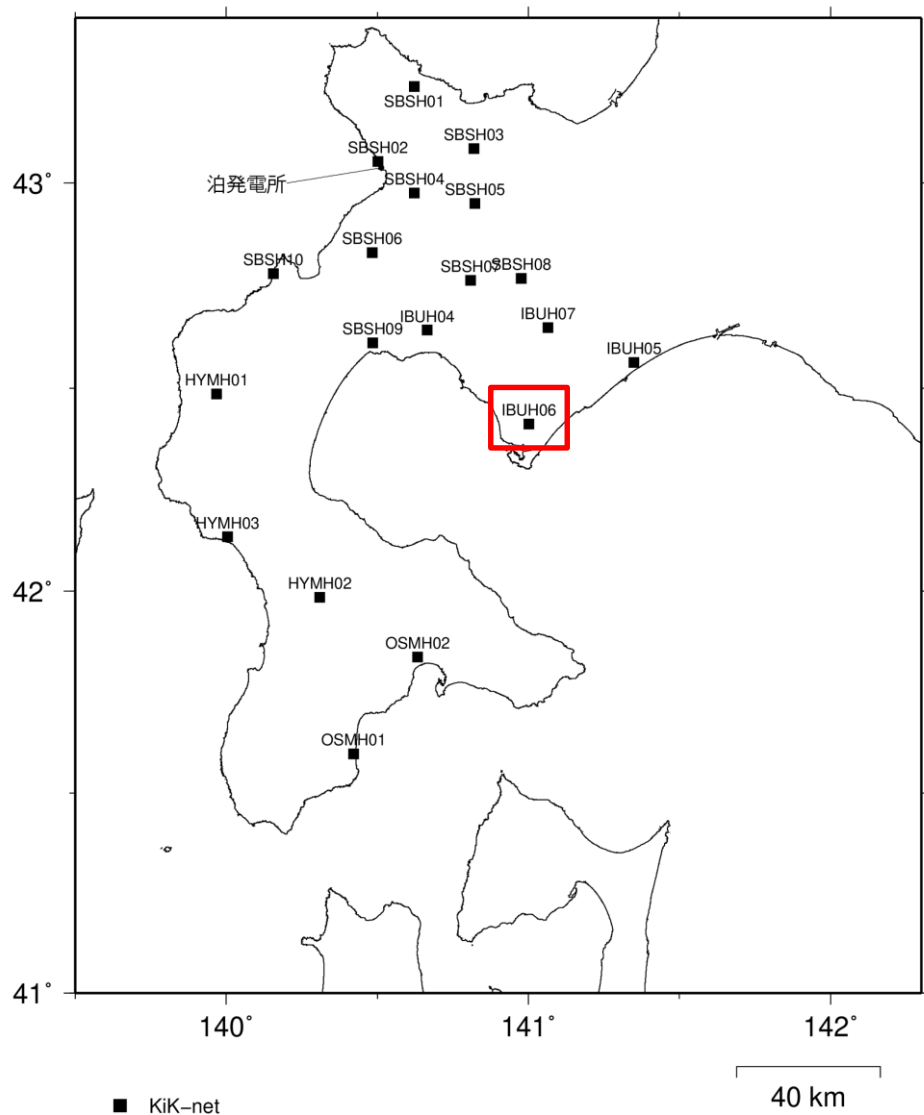 SBSH01
SBSH03
SBSH02
泊発電所
SBSH04
SBSH05
43°
SBSH06
SBSH10
SBSH07
SBSH08
IBUH04
IBUH07
SBSH09
IBUH05
HYMH01
IBUH06
HYMH03
HYMH02
42°
OSMH02
OSMH01
41°
140°
141°
142°
40 km
KiK-net